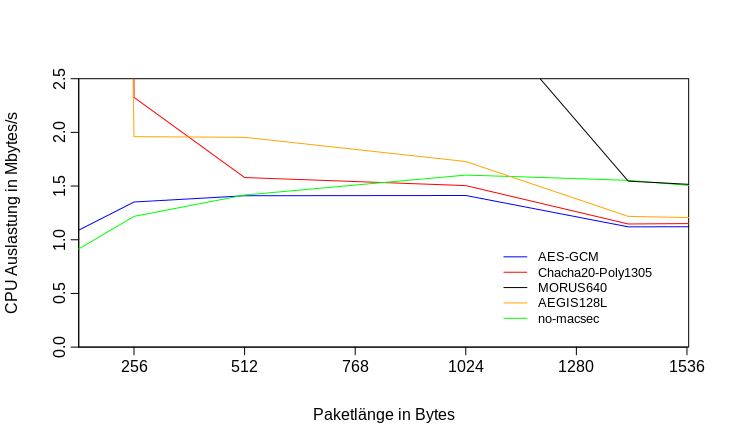 CPU Auslastung in Mbytes/s
2.5
2.0
1.5
1.0
0.5
0.0
AES-GCM
Chacha20-Poly1305
MORUS640
AEGIS128L
no-macsec
256 512 768 1024 1280 1536
Paketlänge in Bytes